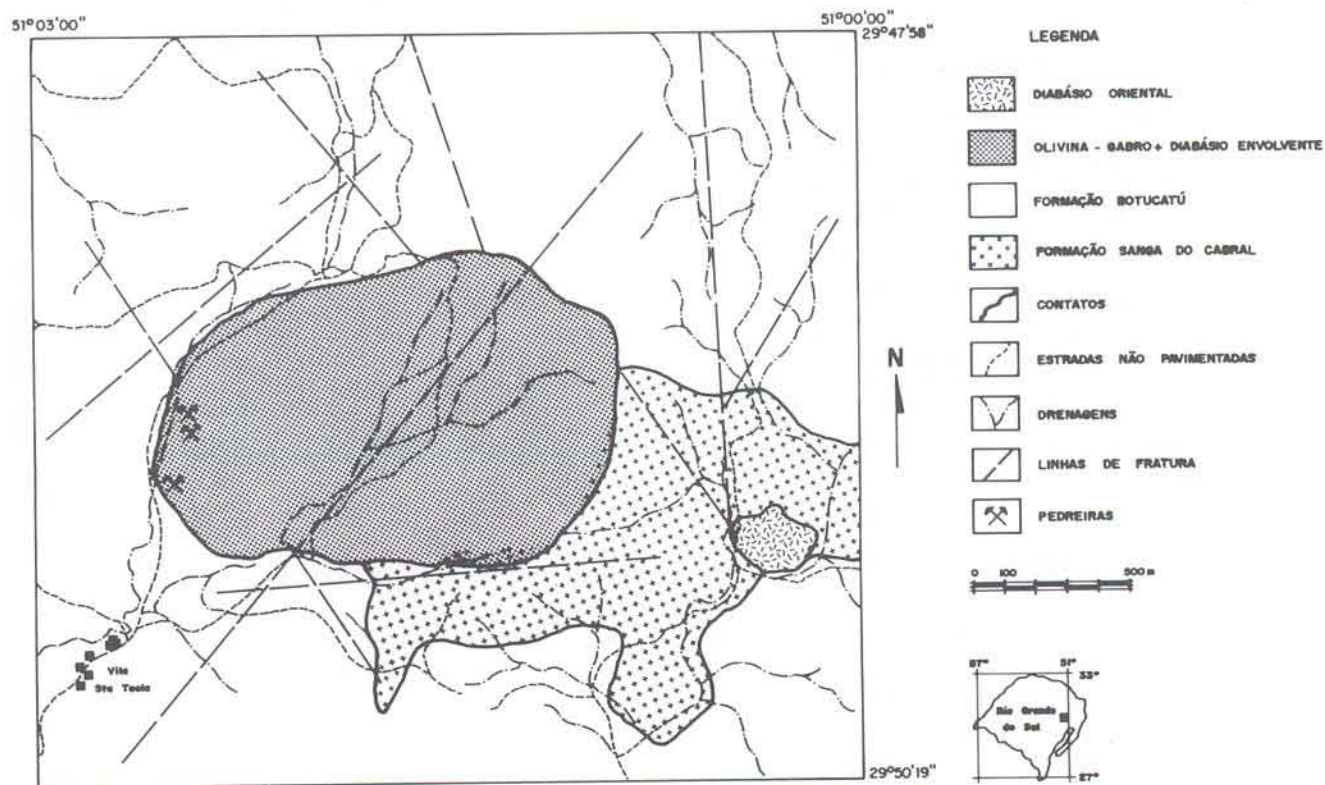 51°03'00"
51°00'00"
29°47'58"
LEGENDA
DIABÁSIO ORIENTAL
OLIVINA - GABRO + DIABÁSIO ENVOLVENTE
FORMAÇÃO BOTUCATÚ
FORMAÇÃO SANGA DO CABRAL
CONTATOS
N
ESTRADAS NÃO PAVIMENTADAS
DRENAGENS
LINHAS DE FRATURA
PEDREIRAS
0 100 500 m
Vila
Sta Tecla
57° 51°
33°
Rio Grande
do Sul
27°
29°50'19"